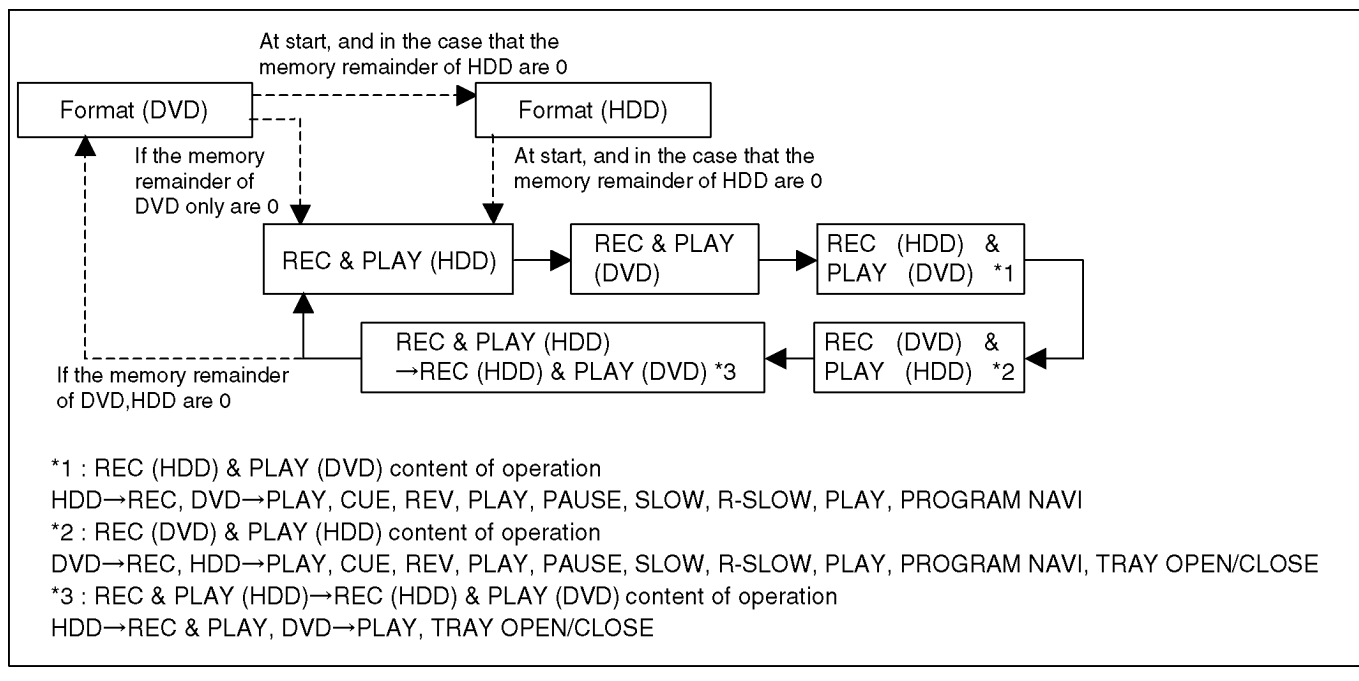 At start, and in the case that the
memory remainder of HDD are 0
Format (DVD)
Format (HDD)
If the memory
remainder of
DVD only are 0
At start, and in the case that the
memory remainder of HDD are 0
REC & PLAY (HDD)
REC & PLAY
(DVD)
REC (HDD) &
PLAY (DVD) *1
REC & PLAY (HDD)
→REC (HDD) & PLAY (DVD) *3
REC (DVD) &
PLAY (HDD) *2
If the memory remainder
of DVD,HDD are 0
*1 : REC (HDD) & PLAY (DVD) content of operation
HDD→REC, DVD→PLAY, CUE, REV, PLAY, PAUSE, SLOW, R-SLOW, PLAY, PROGRAM NAVI
*2 : REC (DVD) & PLAY (HDD) content of operation
DVD→REC, HDD→PLAY, CUE, REV, PLAY, PAUSE, SLOW, R-SLOW, PLAY, PROGRAM NAVI, TRAY OPEN/CLOSE
*3 : REC & PLAY (HDD)→REC (HDD) & PLAY (DVD) content of operation
HDD→REC & PLAY, DVD→PLAY, TRAY OPEN/CLOSE